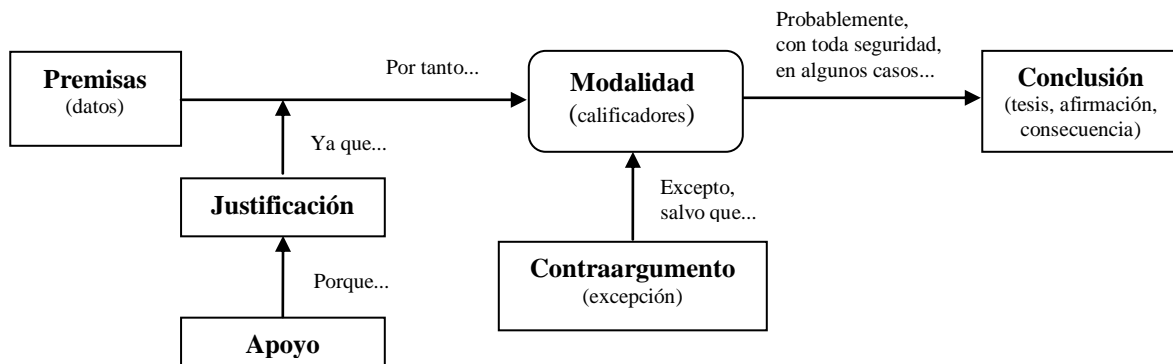 Probablemente,
con toda seguridad,
en algunos casos...
Premisas
(datos)
Por tanto...
Modalidad
(calificadores)
Conclusión
(tesis, afirmación,
consecuencia)
Ya que...
Justificación
Excepto,
salvo que...
Contraargumento
(excepción)
Porque...
Apoyo